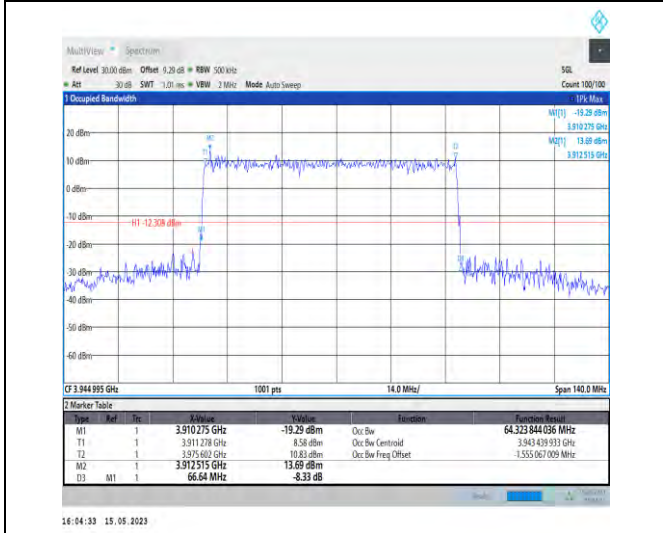 MultiView Spectrum
Ref Level 30.00 dBm Offset 9.29 dB RBW 500 kHz SGL
Att 30 dB SWT 1.01 ms VBW 2 MHz Mode Auto Sweep Count 100/100
1 Occupied Bandwidth 1Pk Max
M1[1] -19.29 dBm
3.910 275 GHz
M2[1] 13.69 dBm
3.912 515 GHz
20 dBm
M2
T1
T2
10 dBm
0 dBm
-10 dBm
H1 -12.309 dBm
M1
-20 dBm
D3
-30 dBm
-40 dBm
-50 dBm
-60 dBm
CF 3.944 995 GHz 1001 pts 14.0 MHz/ Span 140.0 MHz
2 Marker Table
Type Ref Trc X-Value Y-Value Function Function Result
M1 1 3.910 275 GHz -19.29 dBm Occ Bw 64.323 844 036 MHz
T1 1 3.911 278 GHz 8.58 dBm Occ Bw Centroid 3.943 439 933 GHz
T2 1 3.975 602 GHz 10.83 dBm Occ Bw Freq Offset -1.555 067 009 MHz
M2 1 3.912 515 GHz 13.69 dBm
D3 M1 1 66.64 MHz -8.33 dB
16:04:33 15.05.2023